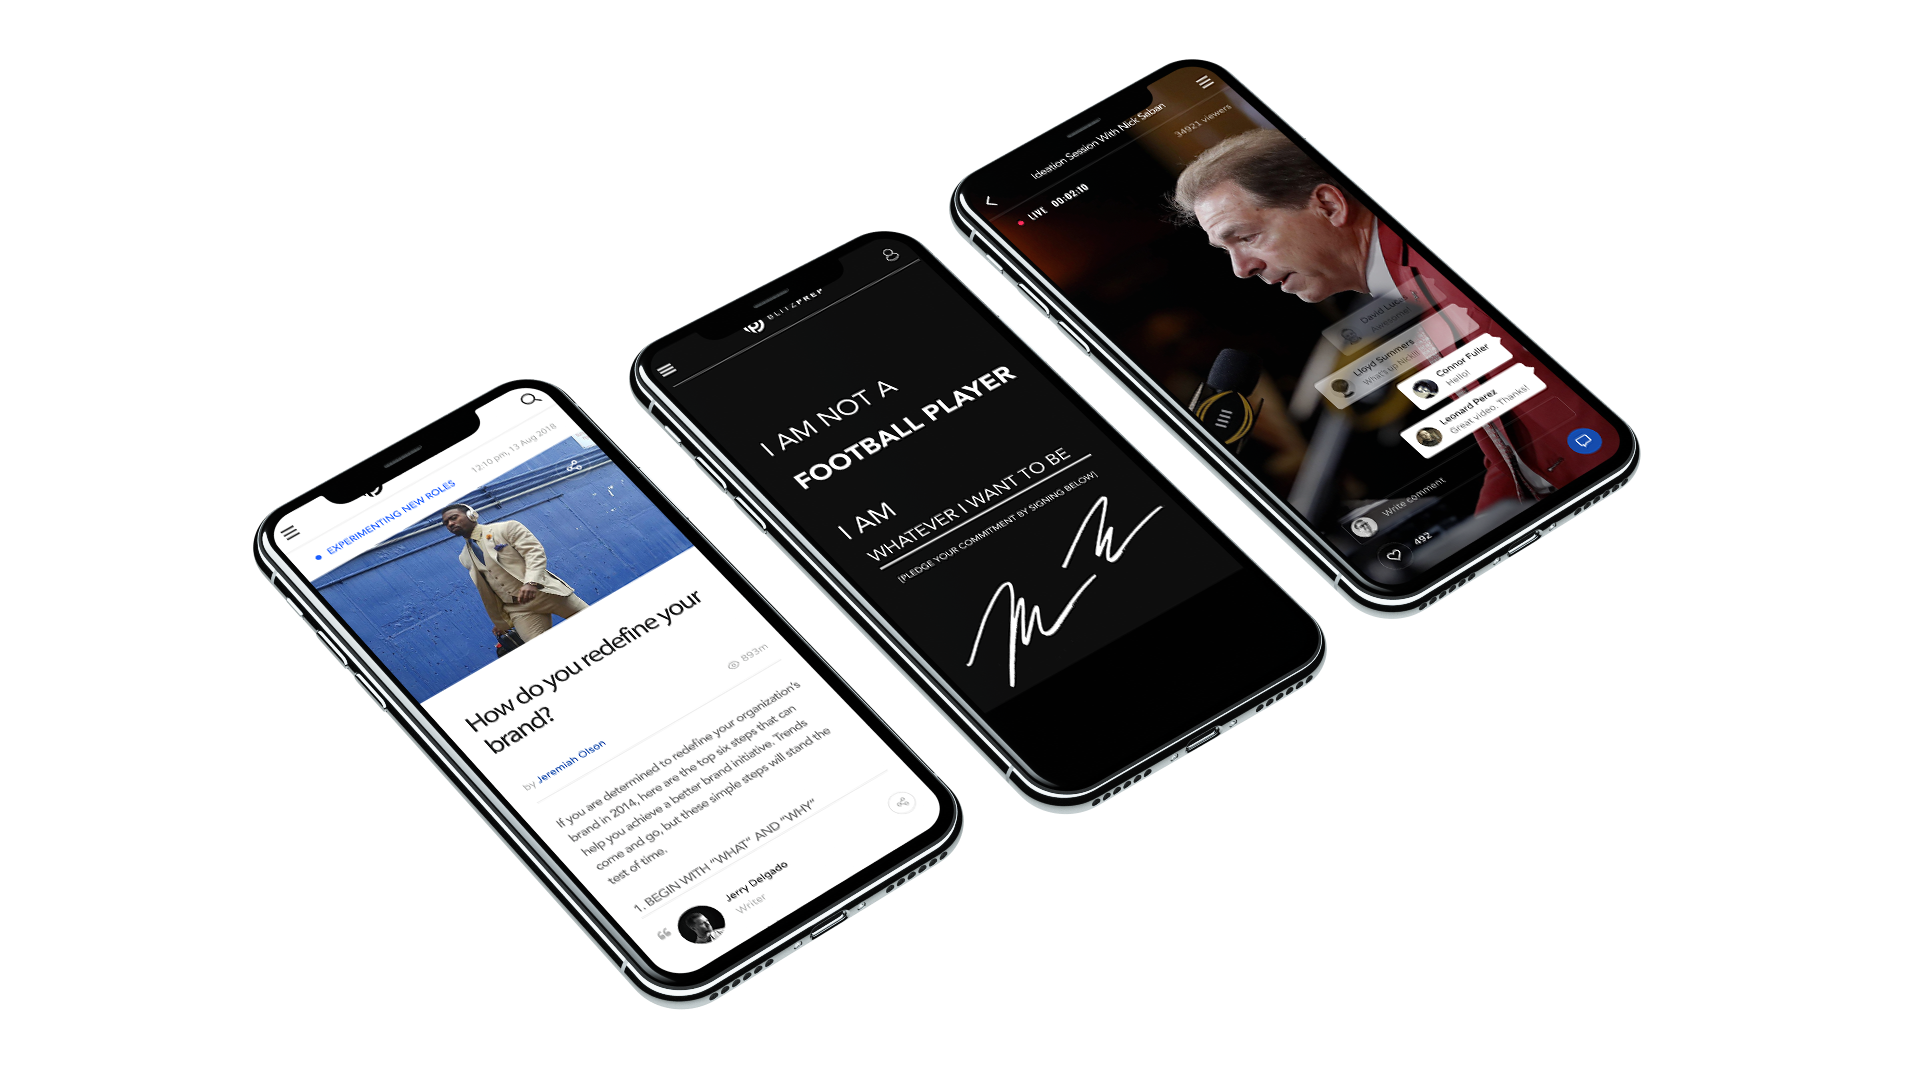 12:10 pm, 13 Aug 2018
EXPERIMENTING NEW ROLES
How do you redefine your
brand?
893m
by Jeremiah Olson
If you are determined to redefine your organization's
brand in 2014, here are the top six steps that can
help you achieve a better brand initiative. Trends
come and go, but these simple steps will stand the
test of time.
1. BEGIN WITH "WHAT" AND "WHY"
Jerry Delgado
Writer
BLITZPREP
I AM NOT A
FOOTBALL PLAYER
I AM
WHATEVER I WANT TO BE
(PLEDGE YOUR COMMITMENT BY SIGNING BELOW)
Ideation Session With Nick Saban
34921 viewers
LIVE 00:02:10
David
Awesome!
Lloyd Summers
What's up Nick!!
Connor Fuller
Hello!
Leonard Perez
Great video. Thanks!
Write comment
492